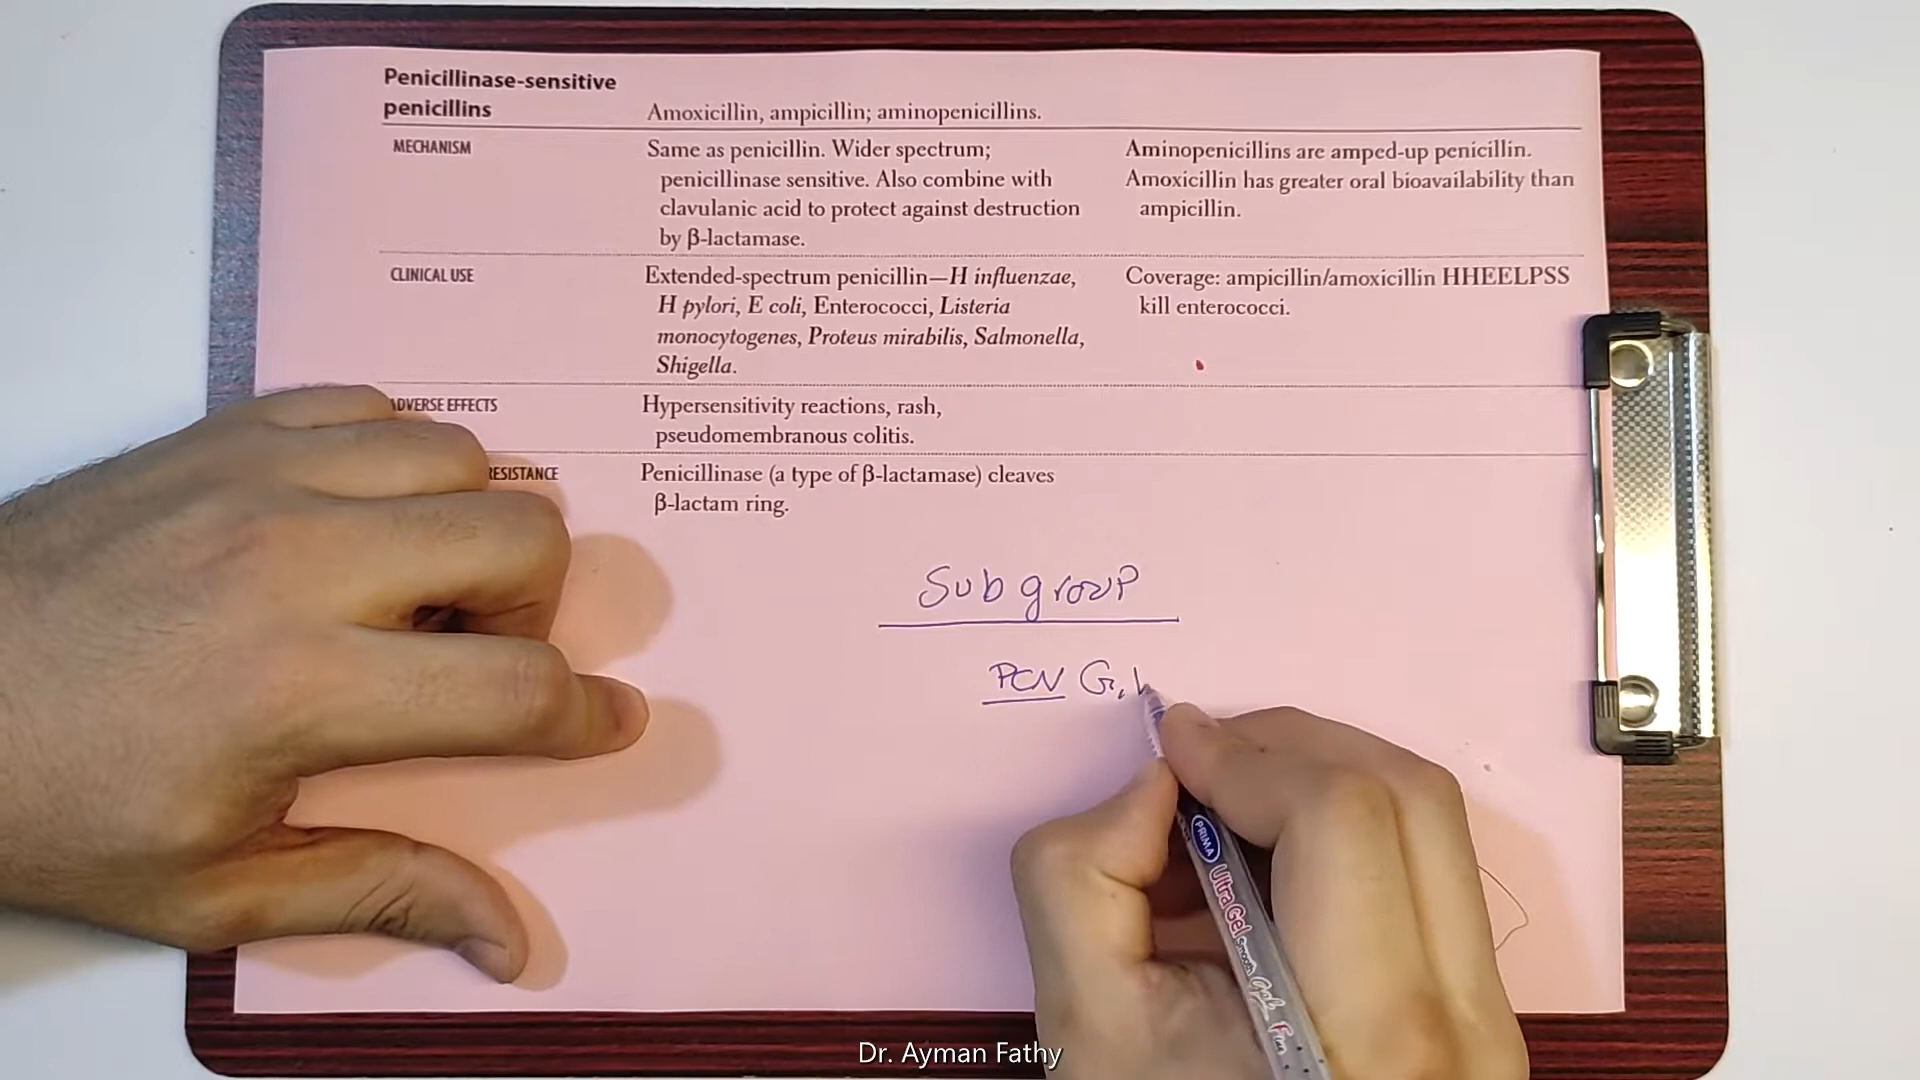 Penicillinase-sensitive
penicillins
Amoxicillin, ampicillin; aminopenicillins.
MECHANISM
Same as penicillin. Wider spectrum;
penicillinase sensitive. Also combine with
clavulanic acid to protect against destruction
by β-lactamase.
Aminopenicillins are amped-up penicillin.
Amoxicillin has greater oral bioavailability than
ampicillin.
CLINICAL USE
Extended-spectrum penicillin—H influenzae,
H pylori, E coli, Enterococci, Listeria
monocytogenes, Proteus mirabilis, Salmonella,
Shigella.
Coverage: ampicillin/amoxicillin HHEELPSS
kill enterococci.
ADVERSE EFFECTS
Hypersensitivity reactions, rash,
pseudomembranous colitis.
RESISTANCE
Penicillinase (a type of β-lactamase) cleaves
β-lactam ring.
Sub group
PCN G,
PRIMA
UltraGel
Smooth
Fine
Dr. Ayman Fathy